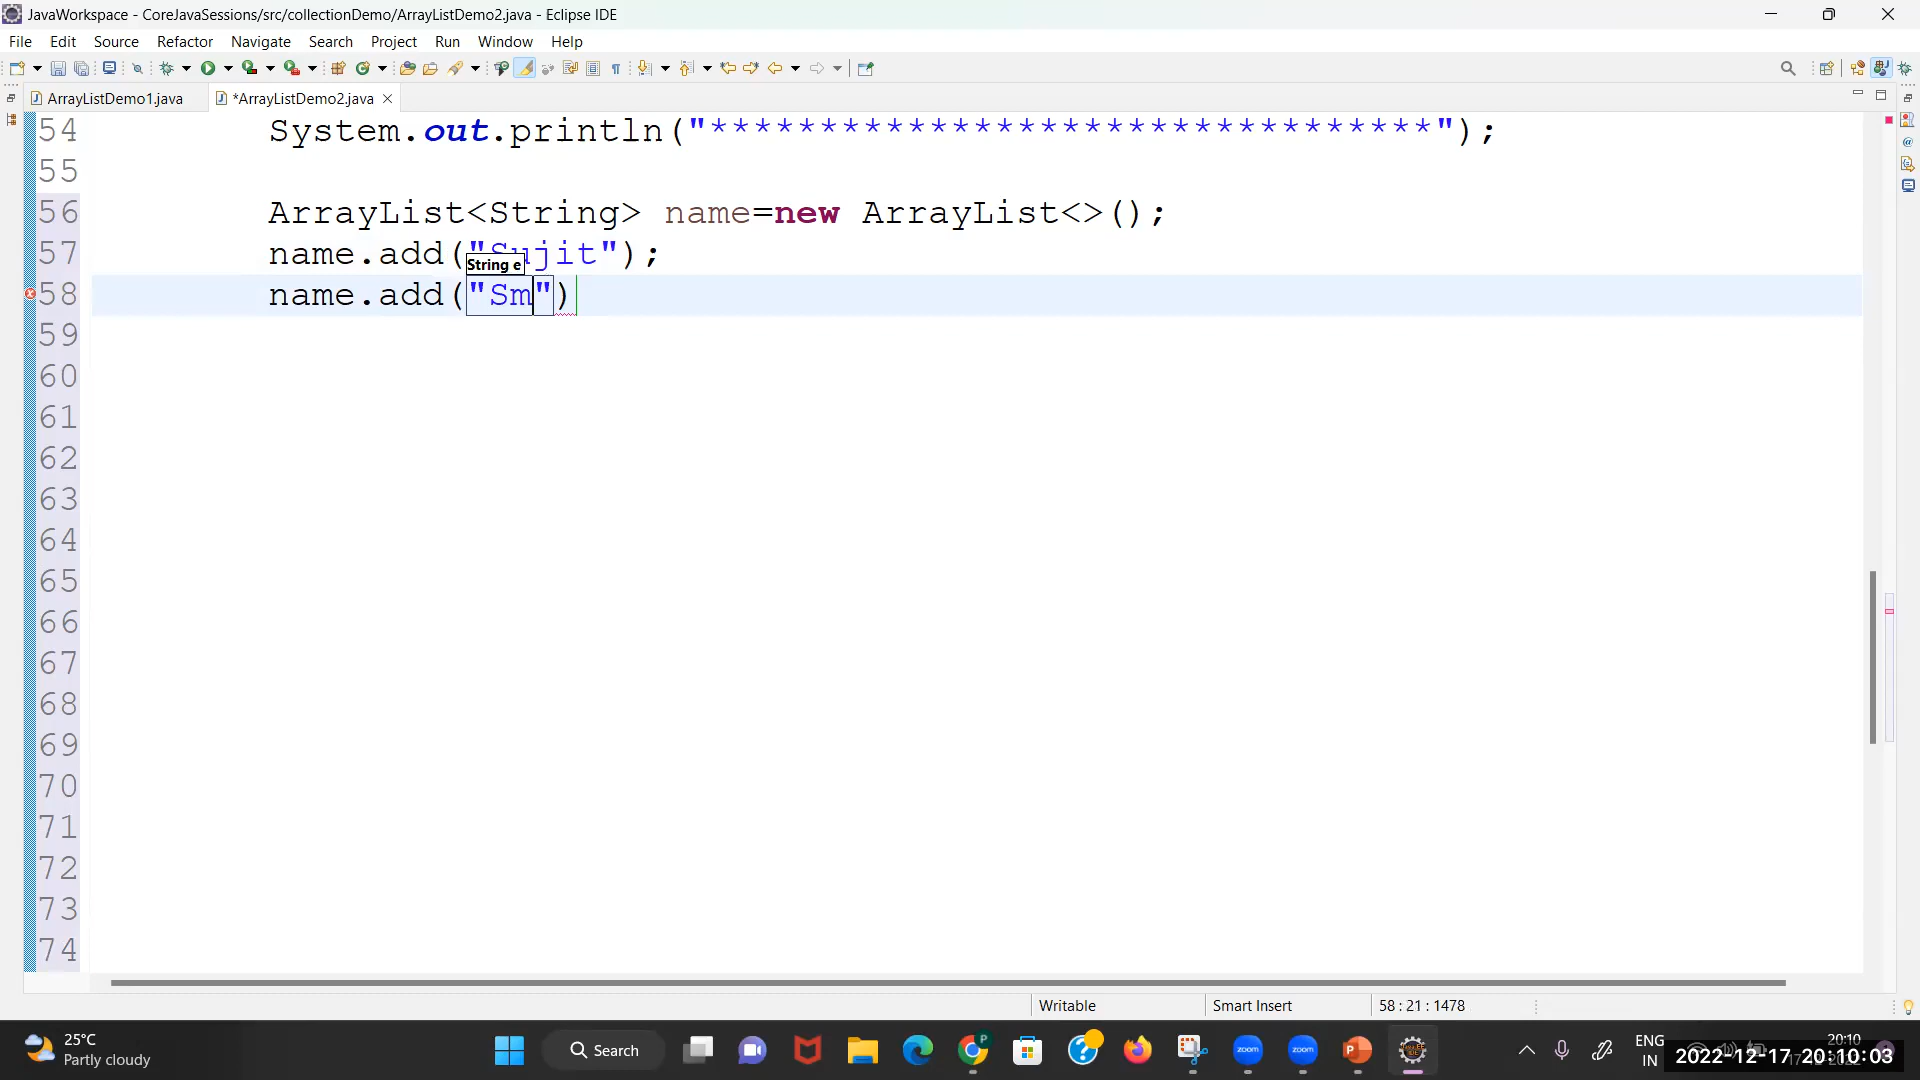 JavaWorkspace - CoreJavaSessions/src/collectionDemo/ArrayListDemo2.java - Eclipse IDE
File Edit Source Refactor Navigate Search Project Run Window Help
ArrayListDemo1.java *ArrayListDemo2.java
54 System.out.println("*********************************");
55
56 ArrayList<String> name=new ArrayList<>();
57 name.add("Sujit");
String e
58 name.add("Sm")
59
60
61
62
63
64
65
66
67
68
69
70
71
72
73
74
Writable Smart Insert 58 : 21 : 1478
25°C
Partly cloudy
Search
zoom zoom
ENG
IN
20:10
2022-12-17 20:10:03